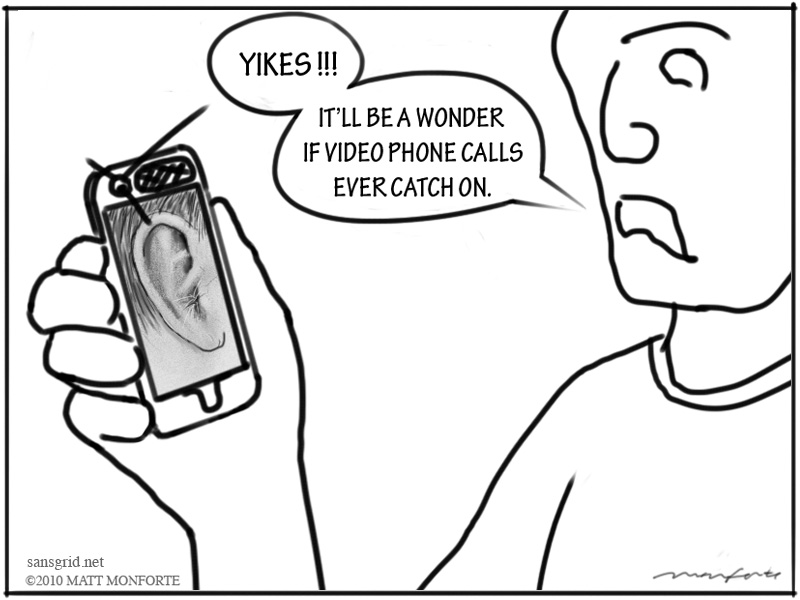 YIKES !!!
IT'LL BE A WONDER
IF VIDEO PHONE CALLS
EVER CATCH ON.
sansgrid.net
©2010 MATT MONFORTE
monforte